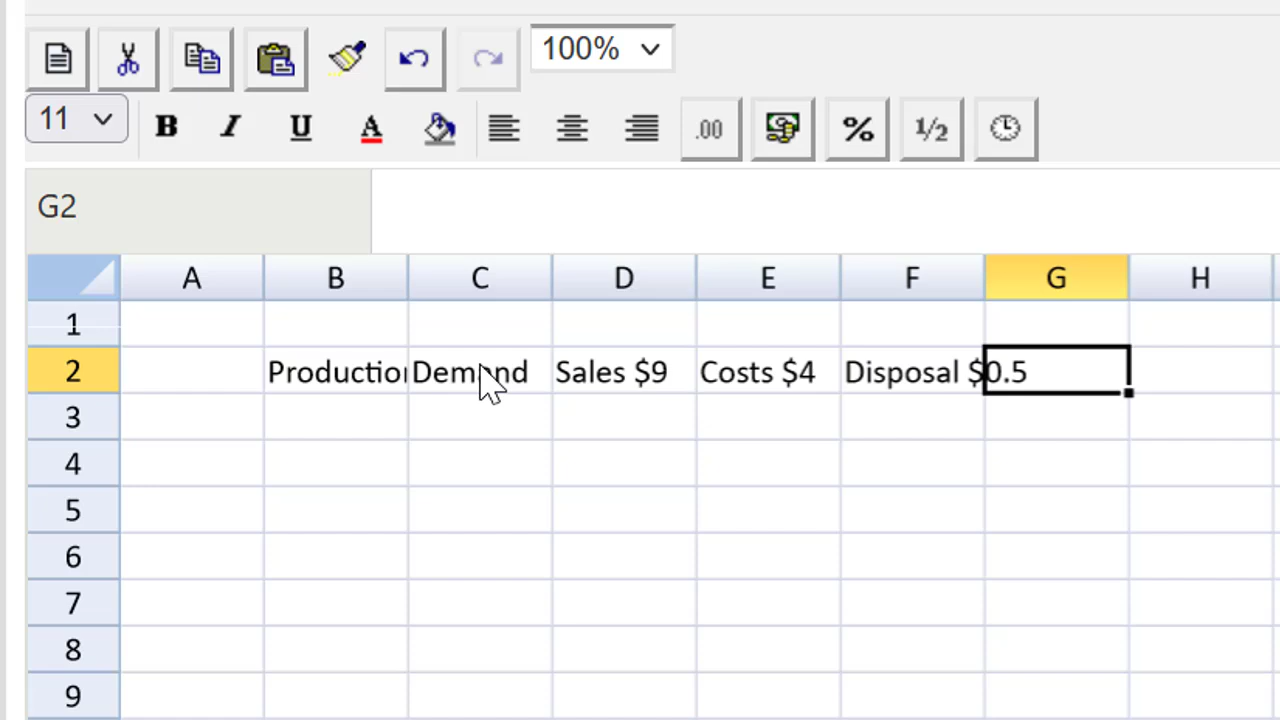 100%
11 B I U A .00 % 1/2
G2
A B C D E F G H
1
2 Productio Demand Sales $9 Costs $4 Disposal $0.5
3
4
5
6
7
8
9